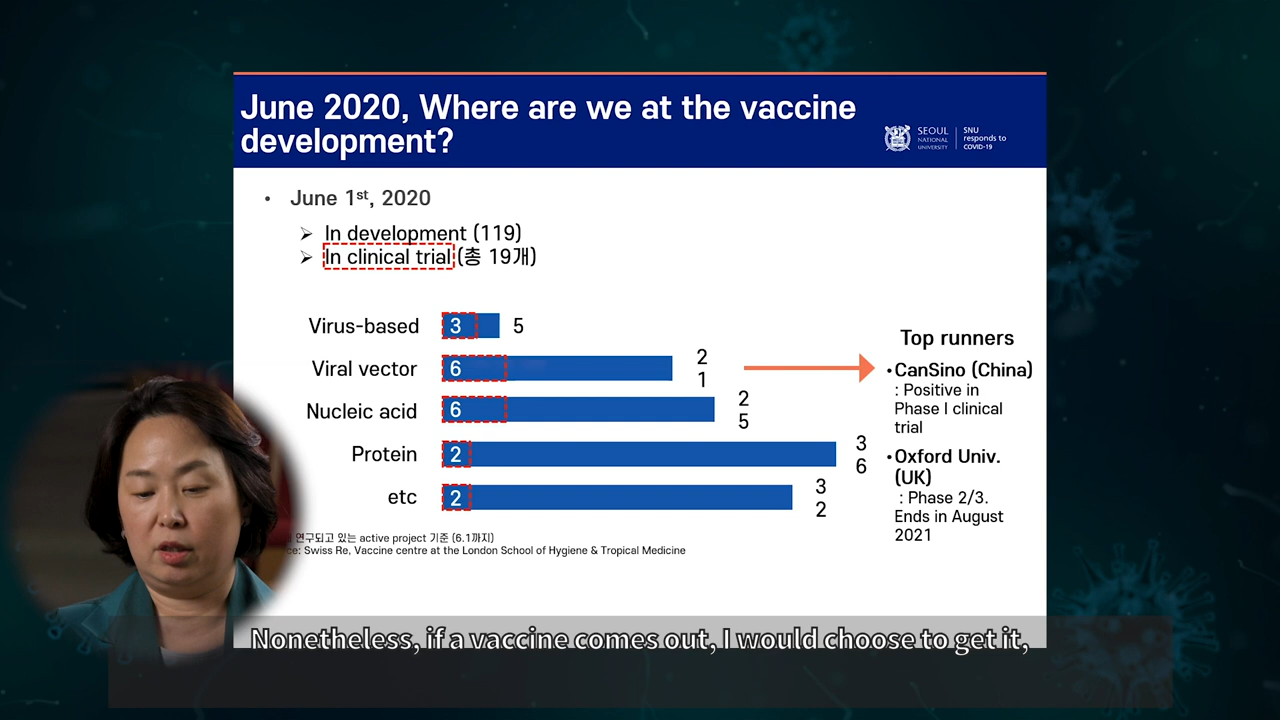 June 2020, Where are we at the vaccine
development?
SEOUL
NATIONAL
UNIVERSITY
SNU
responds to
COVID-19
• June 1st, 2020
➢ In development (119)
➢ In clinical trial (총 19개)
Virus-based 3 5
Viral vector 6 2
1
Nucleic acid 6 2
5
Protein 2 3
6
etc 2 3
2
Top runners
•CanSino (China)
: Positive in
Phase I clinical
trial
•Oxford Univ.
(UK)
: Phase 2/3.
Ends in August
2021
연구되고 있는 active project 기준 (6.1까지)
Swiss Re, Vaccine centre at the London School of Hygiene & Tropical Medicine
Nonetheless, if a vaccine comes out, I would choose to get it,